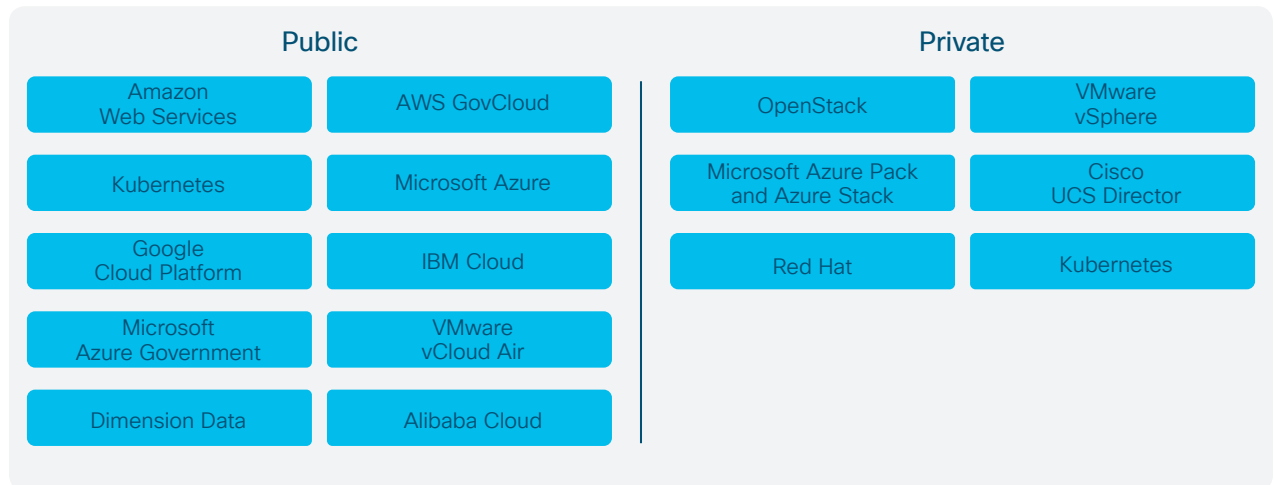 Public
Amazon
Web Services
AWS GovCloud
Kubernetes
Microsoft Azure
Google
Cloud Platform
IBM Cloud
Microsoft
Azure Government
VMware
vCloud Air
Dimension Data
Alibaba Cloud
Private
OpenStack
VMware
vSphere
Microsoft Azure Pack
and Azure Stack
Cisco
UCS Director
Red Hat
Kubernetes